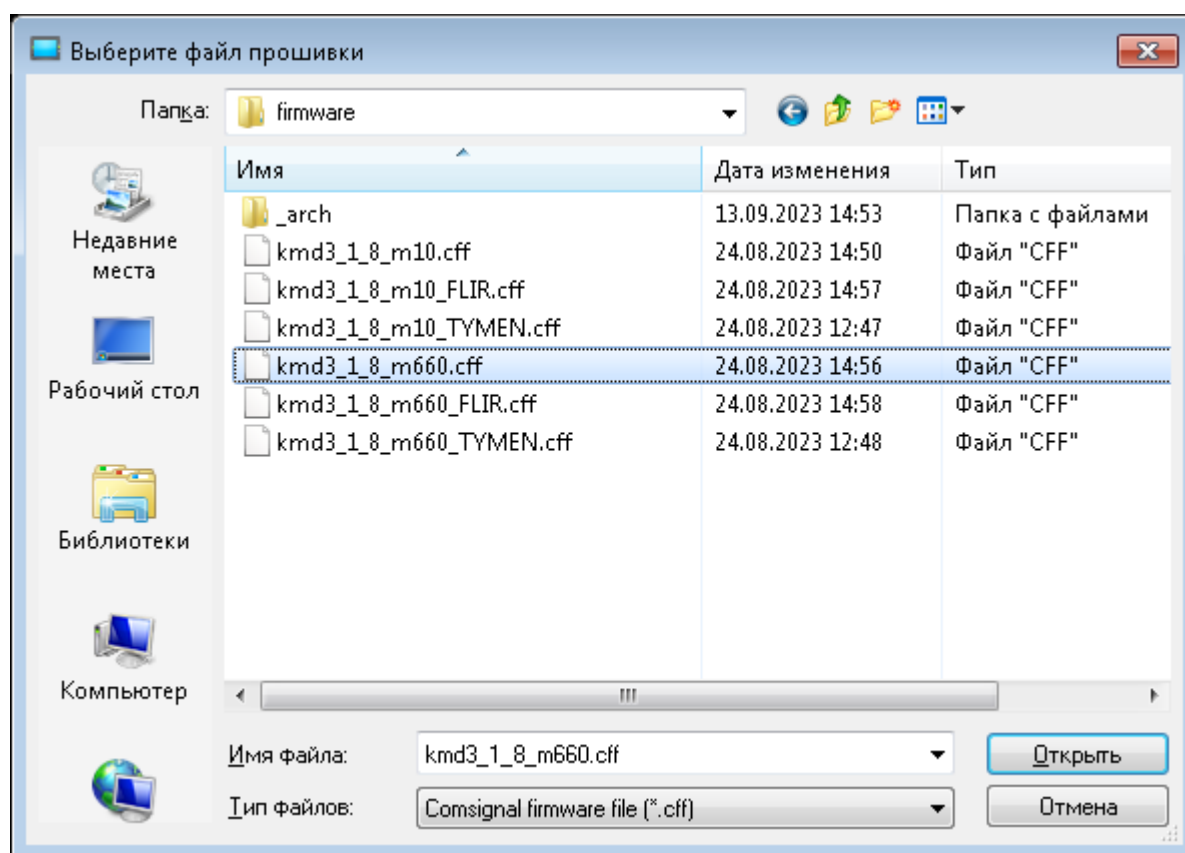 Выберите файл прошивки
Папка: firmware
Имя Дата изменения Тип
_arch 13.09.2023 14:53 Папка с файлами
kmd3_1_8_m10.cff 24.08.2023 14:50 Файл "CFF"
kmd3_1_8_m10_FLIR.cff 24.08.2023 14:57 Файл "CFF"
kmd3_1_8_m10_TYMEN.cff 24.08.2023 12:47 Файл "CFF"
kmd3_1_8_m660.cff 24.08.2023 14:56 Файл "CFF"
kmd3_1_8_m660_FLIR.cff 24.08.2023 14:58 Файл "CFF"
kmd3_1_8_m660_TYMEN.cff 24.08.2023 12:48 Файл "CFF"
Недавние
места
Рабочий стол
Библиотеки
Компьютер
Имя файла: kmd3_1_8_m660.cff Открыть
Тип файлов: Comsignal firmware file (*.cff) Отмена